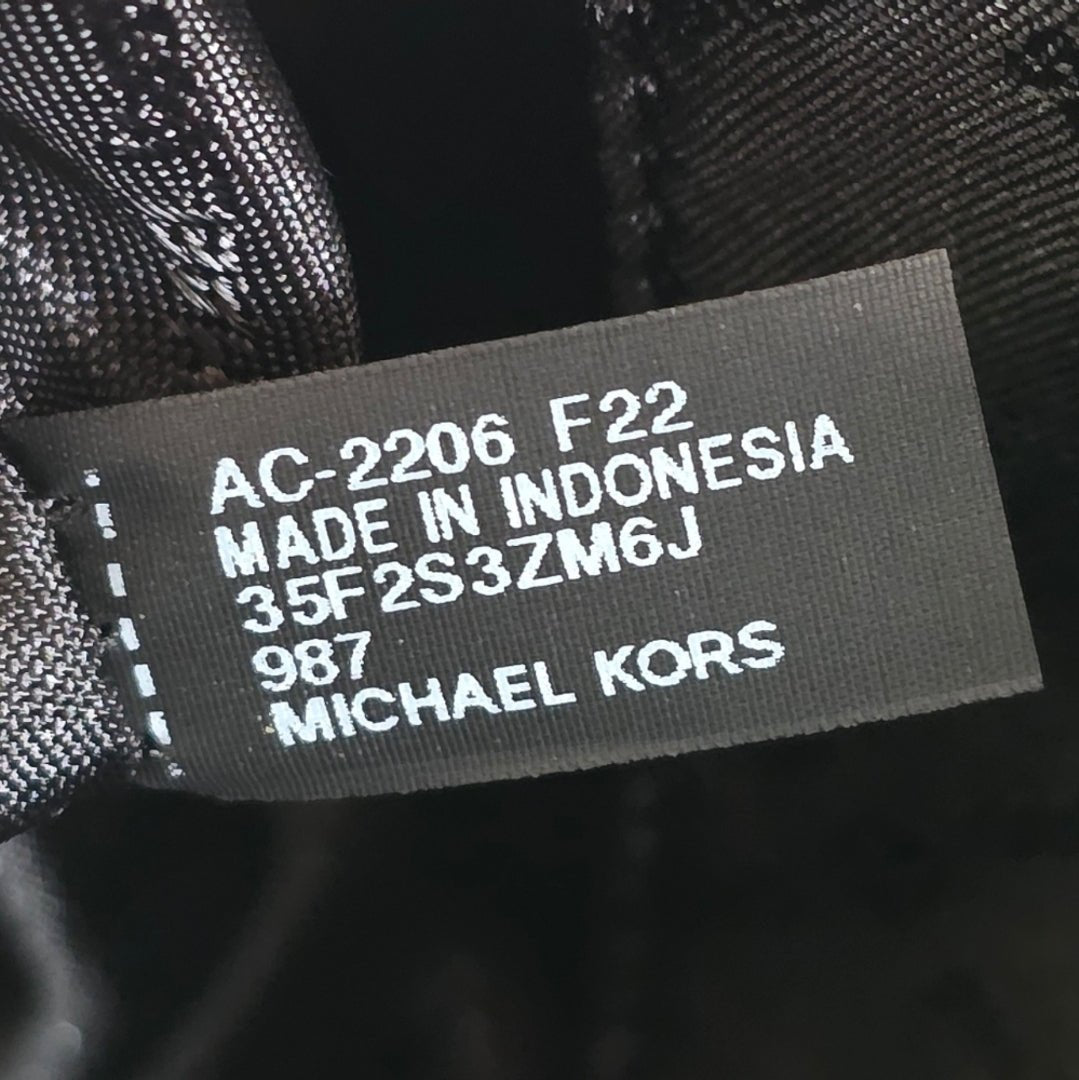 AC-2206 F22
MADE IN INDONESIA
35F2S3ZM6J
987
MICHAEL KORS